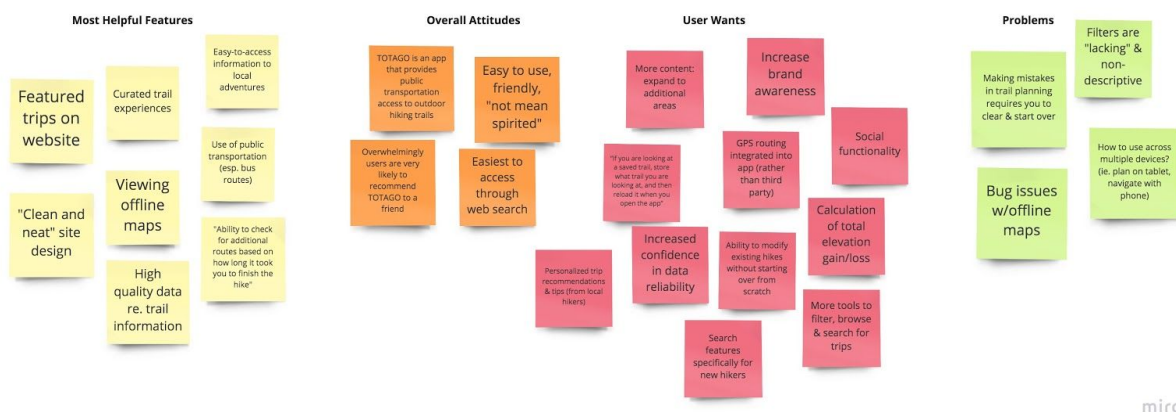 Most Helpful Features
Easy-to-access
information to
local
adventures
Featured
trips on
website
Curated trail
experiences
Use of public
transportation
(esp. bus
routes)
Viewing
offline
maps
"Clean and
neat" site
design
"Ability to check
for additional
routes based on
how long it took
you to finish the
hike"
High
quality data
re. trail
information
Overall Attitudes
TOTAGO is an app
that provides
public
transportation
access to outdoor
hiking trails
Easy to use,
friendly,
"not mean
spirited"
Overwhelmingly
users are very
likely to
recommend
TOTAGO to a
friend
Easiest to
access
through
web search
User Wants
More content:
expand to
additional
areas
Increase
brand
awareness
Social
functionality
"If you are looking at
a saved trail, store
what trail you are
looking at, and then
reload it when you
open the app"
GPS routing
integrated into
app (rather
than third
party)
Calculation
of total
elevation
gain/loss
Increased
confidence
in data
reliability
Ability to modify
existing hikes
without starting
over from
scratch
Personalized trip
recommendations
& tips (from local
hikers)
More tools to
filter, browse
& search for
trips
Search
features
specifically for
new hikers
Problems
Filters are
"lacking" &
non-
descriptive
Making mistakes
in trail planning
requires you to
clear & start
over
How to use across
multiple devices?
(ie. plan on tablet,
navigate with
phone)
Bug issues
w/offline
maps
miro